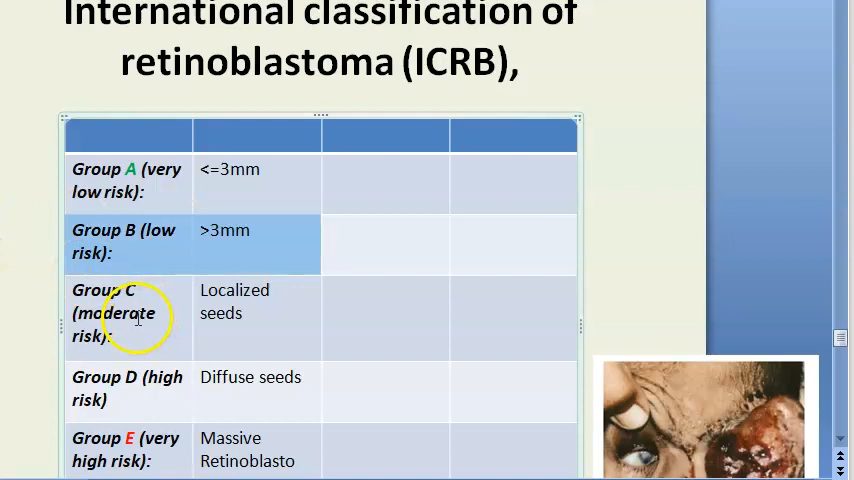 International classification of
retinoblastoma (ICRB),
Group A (very
low risk):
<=3mm
Group B (low
risk):
>3mm
Group C
(moderate
risk):
Localized
seeds
Group D (high
risk)
Diffuse seeds
Group E (very
high risk):
Massive
Retinoblasto